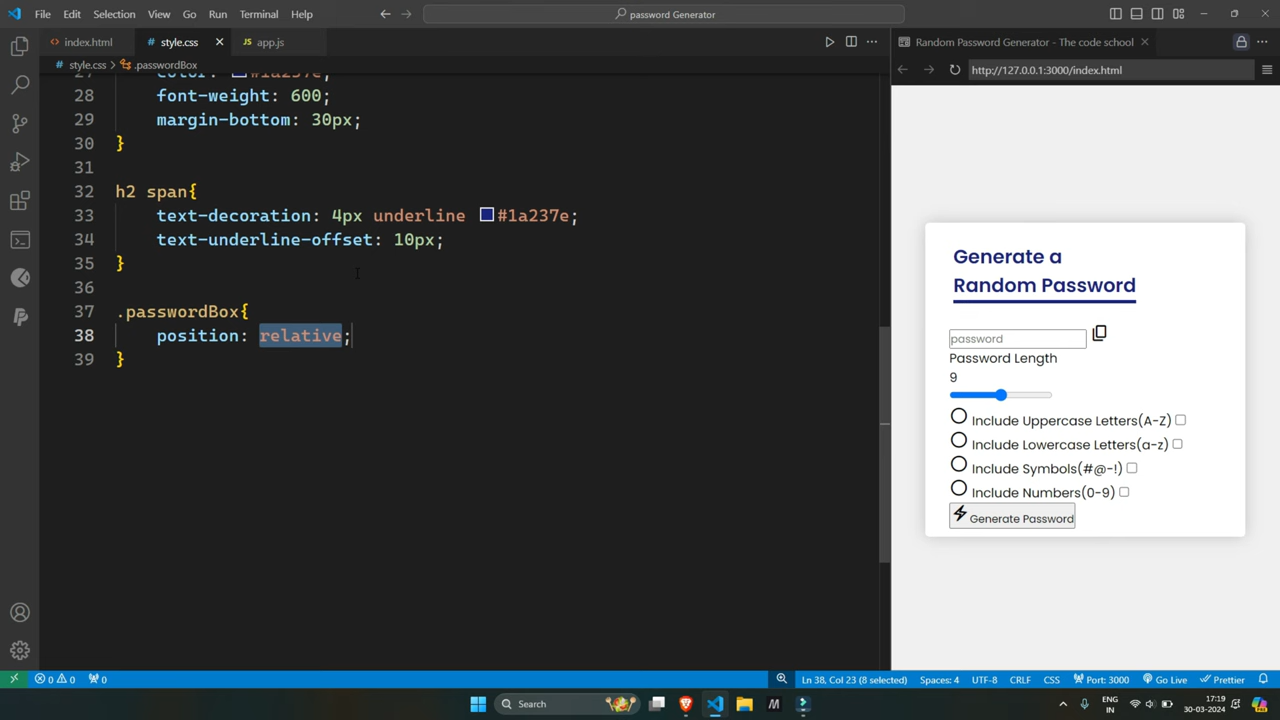 File Edit Selection View Go Run Terminal Help
password Generator
index.html
style.css
app.js
style.css > .passwordBox
27 color: #1a237e;
28 font-weight: 600;
29 margin-bottom: 30px;
30 }
31
32 h2 span{
33 text-decoration: 4px underline #1a237e;
34 text-underline-offset: 10px;
35 }
36
37 .passwordBox{
38 position: relative;
39 }
Random Password Generator - The code school
http://127.0.0.1:3000/index.html
Generate a
Random Password
password
Password Length
9
Include Uppercase Letters(A-Z)
Include Lowercase Letters(a-z)
Include Symbols(#@-!)
Include Numbers(0-9)
Generate Password
0 0 0
Ln 38, Col 23 (8 selected) Spaces: 4 UTF-8 CRLF CSS Port: 3000 Go Live Prettier
Search
ENG
IN
17:19
30-03-2024